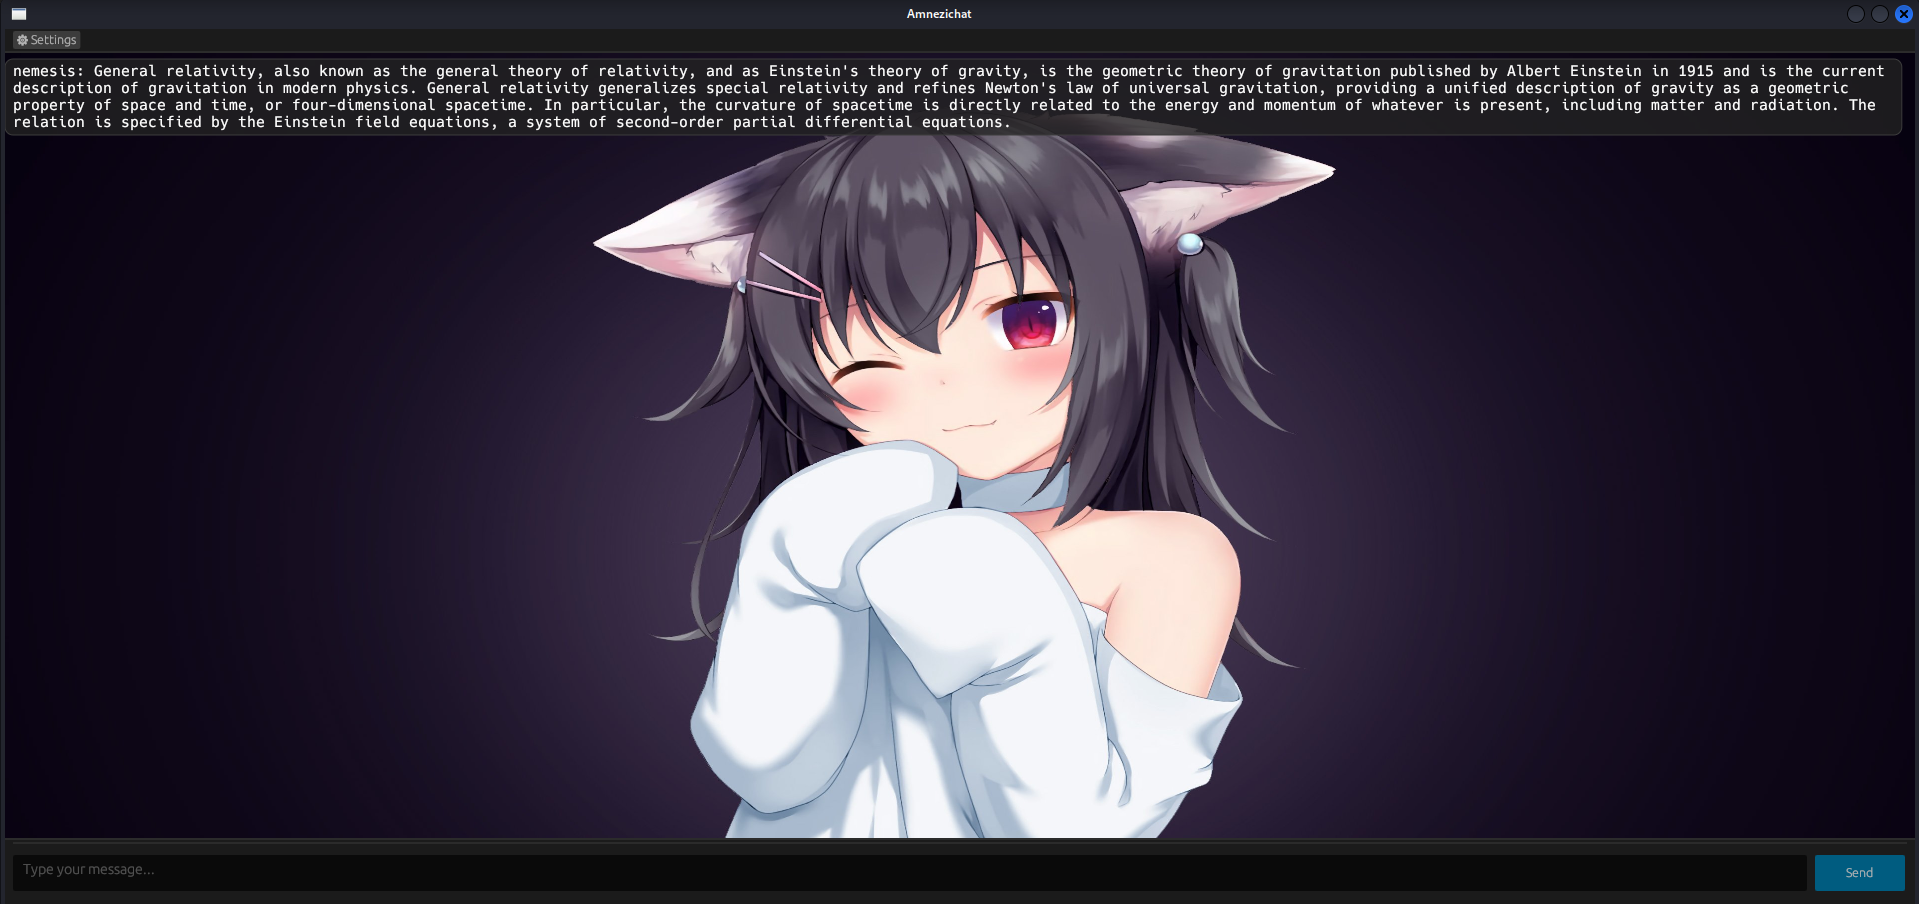 Amnezichat
Settings
nemesis: General relativity, also known as the general theory of relativity, and as Einstein's theory of gravity, is the geometric theory of gravitation published by Albert Einstein in 1915 and is the current
description of gravitation in modern physics. General relativity generalizes special relativity and refines Newton's law of universal gravitation, providing a unified description of gravity as a geometric
property of space and time, or four-dimensional spacetime. In particular, the curvature of spacetime is directly related to the energy and momentum of whatever is present, including matter and radiation. The
relation is specified by the Einstein field equations, a system of second-order partial differential equations.
Type your message...
Send